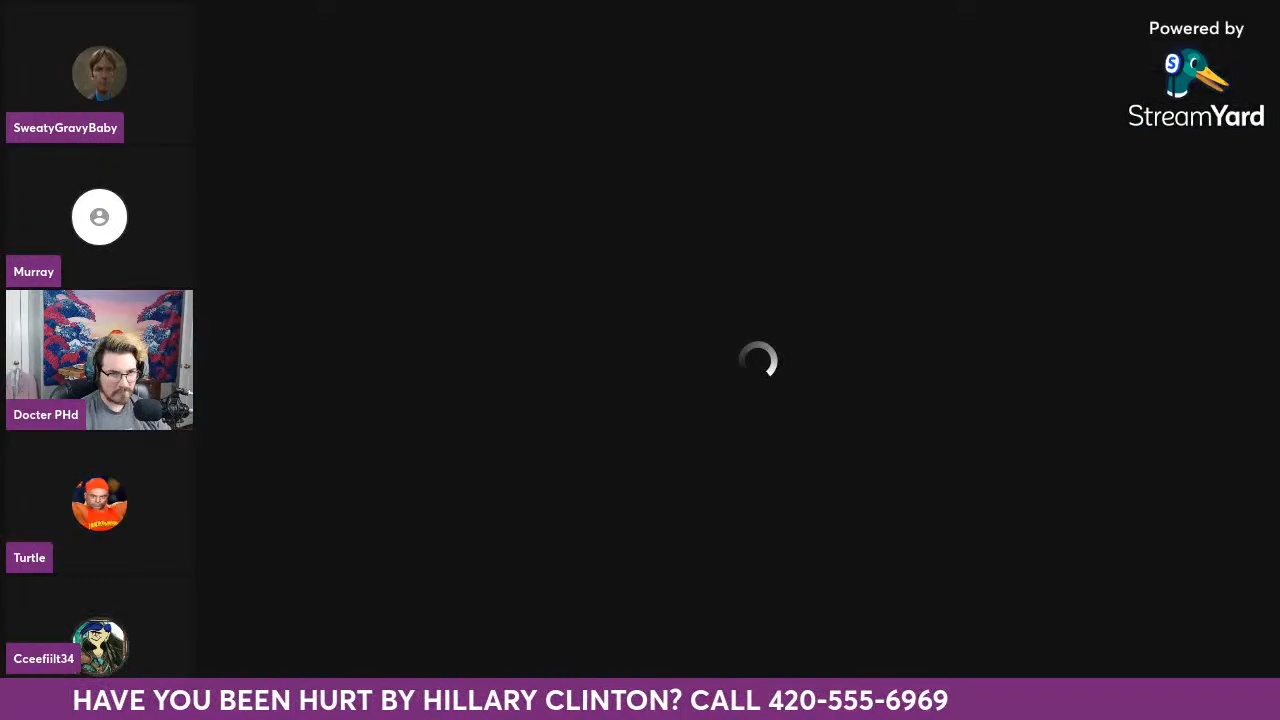 Powered by
StreamYard
SweatyGravyBaby
Murray
Docter PHd
Turtle
Cceefiilt34
HAVE YOU BEEN HURT BY HILLARY CLINTON? CALL 420-555-6969